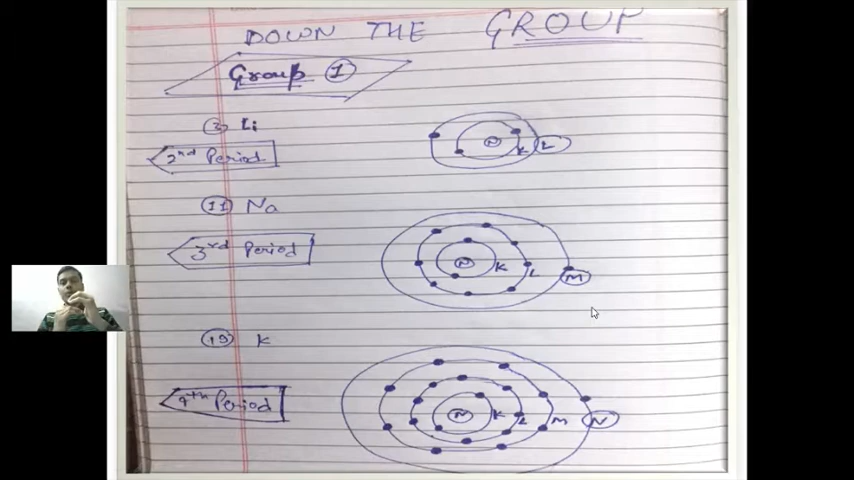 DOWN THE GROUP
Group 1
3 Li
2nd Period
N K L
11 Na
3rd Period
N K L M
19 K
4th Period
N K L M N